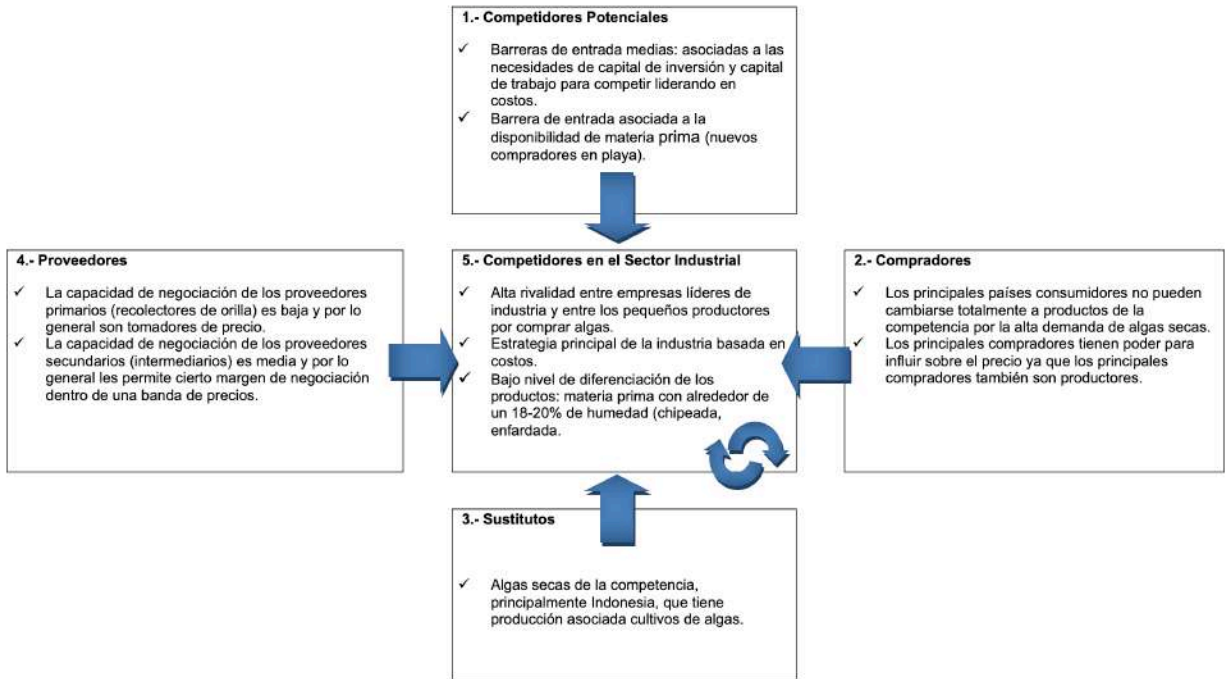 1.- Competidores Potenciales
✓ Barreras de entrada medias: asociadas a las
necesidades de capital de inversión y capital
de trabajo para competir liderando en
costos.
✓ Barrera de entrada asociada a la
disponibilidad de materia prima (nuevos
compradores en playa).
4.- Proveedores
✓ La capacidad de negociación de los proveedores
primarios (recolectores de orilla) es baja y por lo
general son tomadores de precio.
✓ La capacidad de negociación de los proveedores
secundarios (intermediarios) es media y por lo
general les permite cierto margen de negociación
dentro de una banda de precios.
5.- Competidores en el Sector Industrial
✓ Alta rivalidad entre empresas líderes de
industria y entre los pequeños productores
por comprar algas.
✓ Estrategia principal de la industria basada en
costos.
✓ Bajo nivel de diferenciación de los
productos: materia prima con alrededor de
un 18-20% de humedad (chipeada,
enfardada.
2.- Compradores
✓ Los principales países consumidores no pueden
cambiarse totalmente a productos de la
competencia por la alta demanda de algas secas.
✓ Los principales compradores tienen poder para
influir sobre el precio ya que los principales
compradores también son productores.
3.- Sustitutos
✓ Algas secas de la competencia,
principalmente Indonesia, que tiene
producción asociada cultivos de algas.